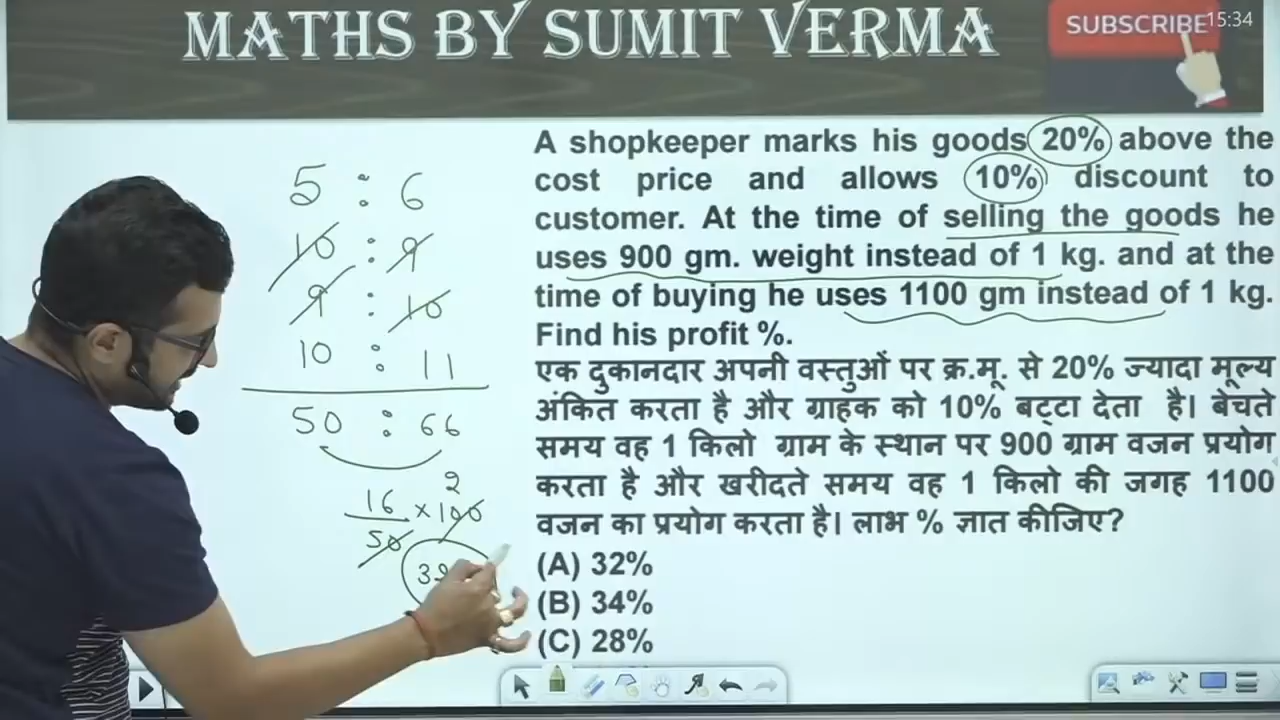 MATHS BY SUMIT VERMA
SUBSCRIBE
15:34
5 : 6
10 : 9
9 : 10
10 : 11
50 : 66
16/50 × 100
2
A shopkeeper marks his goods 20% above the
cost price and allows 10% discount to
customer. At the time of selling the goods he
uses 900 gm. weight instead of 1 kg. and at the
time of buying he uses 1100 gm instead of 1 kg.
Find his profit %.
एक दुकानदार अपनी वस्तुओं पर क्र.मू. से 20% ज्यादा मूल्य
अंकित करता है और ग्राहक को 10% बट्टा देता है। बेचते
समय वह 1 किलो ग्राम के स्थान पर 900 ग्राम वजन प्रयोग
करता है और खरीदते समय वह 1 किलो की जगह 1100
वजन का प्रयोग करता है। लाभ % ज्ञात कीजिए?
(A) 32%
(B) 34%
(C) 28%